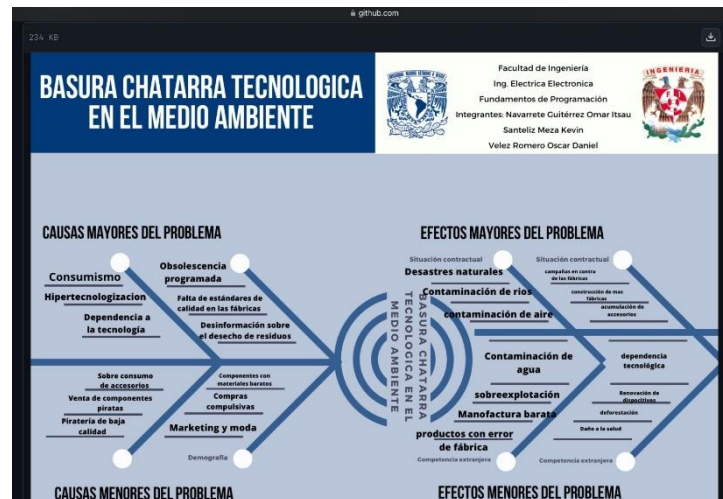 github.com
234 KB
BASURA CHATARRA TECNOLOGICA
EN EL MEDIO AMBIENTE
Facultad de Ingeniería
Ing. Electrica Electronica
Fundamentos de Programación
Integrantes: Navarrete Guitérrez Omar Itsau
Santeliz Meza Kevin
Velez Romero Oscar Daniel
INGENIERIA
CAUSAS MAYORES DEL PROBLEMA
Consumismo
Hipertecnologizacion
Dependencia a
la tecnología
Obsolescencia
programada
Falta de estándares de
calidad en las fábricas
Desinformación sobre
el desecho de residuos
Sobre consumo
de accesorios
Venta de componentes
piratas
Piratería de baja
calidad
Componentes con
materiales baratos
Compras
compulsivas
Marketing y moda
Demografía
CAUSAS MENORES DEL PROBLEMA
BASURA CHATARRA
TECNOLOGICA EN EL
MEDIO AMBIENTE
EFECTOS MAYORES DEL PROBLEMA
Situación contractual
Desastres naturales
Contaminación de rios
contaminación de aire
Situación contractual
campañas en contra
de las fábricas
construcción de mas
fábricas
acumulación de
accesorios
Contaminación de
agua
sobreexplotación
Manofactura barata
productos con error
de fábrica
Competencia extranjera
dependencia
tecnológica
Renovación de
dispocitivos
deforestación
Daño a la salud
Competencia extranjera
EFECTOS MENORES DEL PROBLEMA